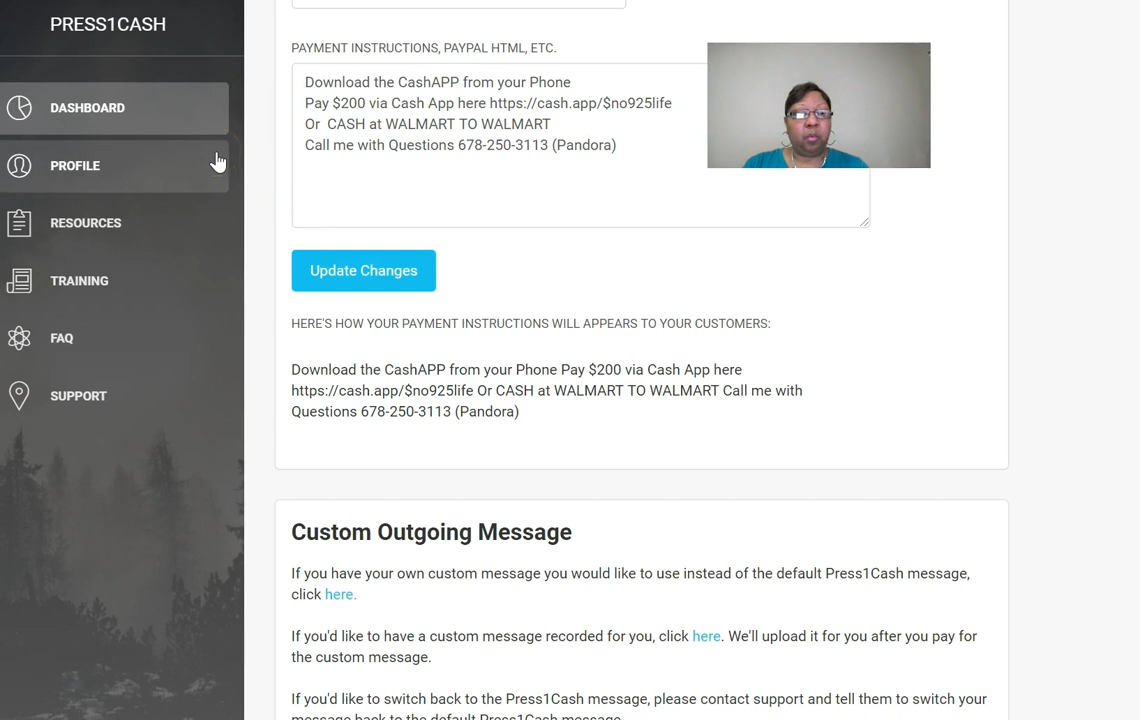 PRESS1CASH
DASHBOARD
PROFILE
RESOURCES
TRAINING
FAQ
SUPPORT
PAYMENT INSTRUCTIONS, PAYPAL HTML, ETC.
Download the CashAPP from your Phone
Pay $200 via Cash App here https://cash.app/$no925life
Or  CASH at WALMART TO WALMART
Call me with Questions 678-250-3113 (Pandora)
Update Changes
HERE'S HOW YOUR PAYMENT INSTRUCTIONS WILL APPEARS TO YOUR CUSTOMERS:
Download the CashAPP from your Phone Pay $200 via Cash App here
https://cash.app/$no925life Or CASH at WALMART TO WALMART Call me with
Questions 678-250-3113 (Pandora)
Custom Outgoing Message
If you have your own custom message you would like to use instead of the default Press1Cash message,
click here.
If you'd like to have a custom message recorded for you, click here. We'll upload it for you after you pay for
the custom message.
If you'd like to switch back to the Press1Cash message, please contact support and tell them to switch your
message back to the default Press1Cash message.